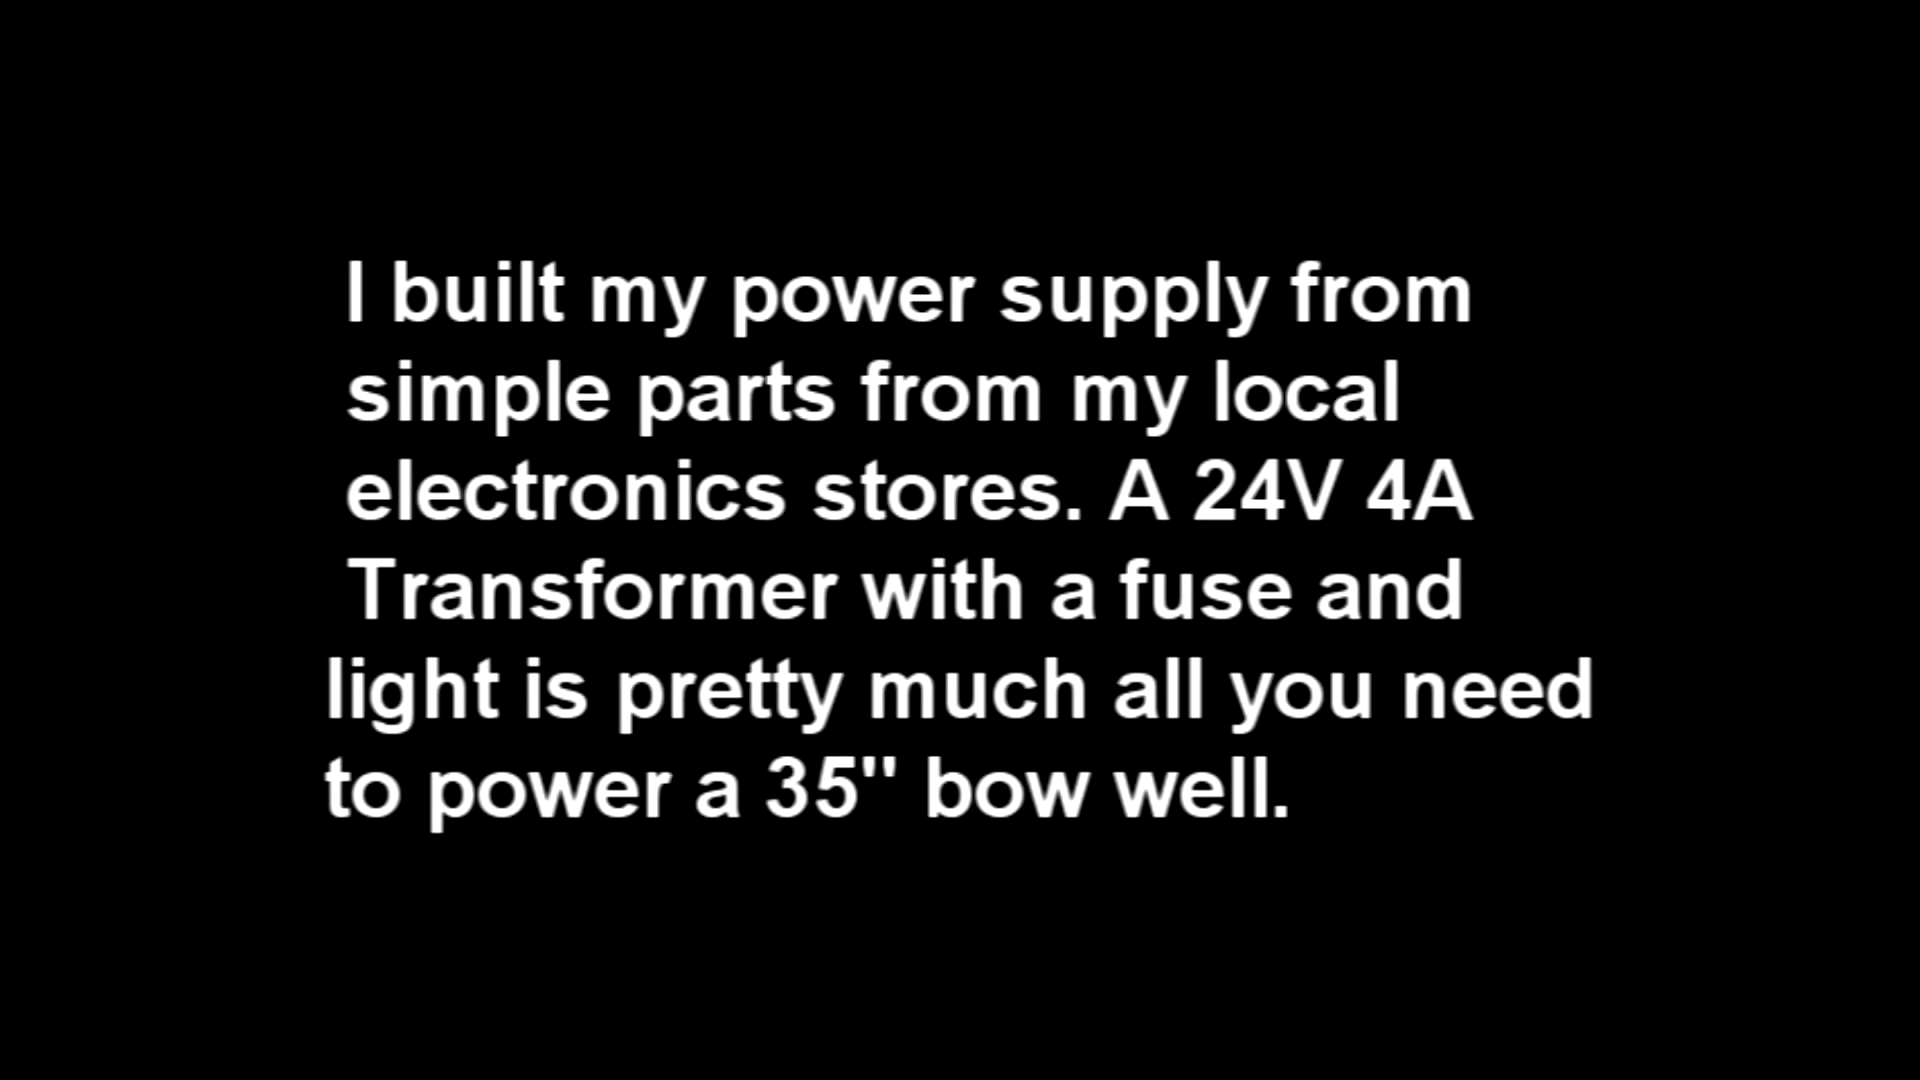 I built my power supply from
simple parts from my local
electronics stores. A 24V 4A
Transformer with a fuse and
light is pretty much all you need
to power a 35" bow well.